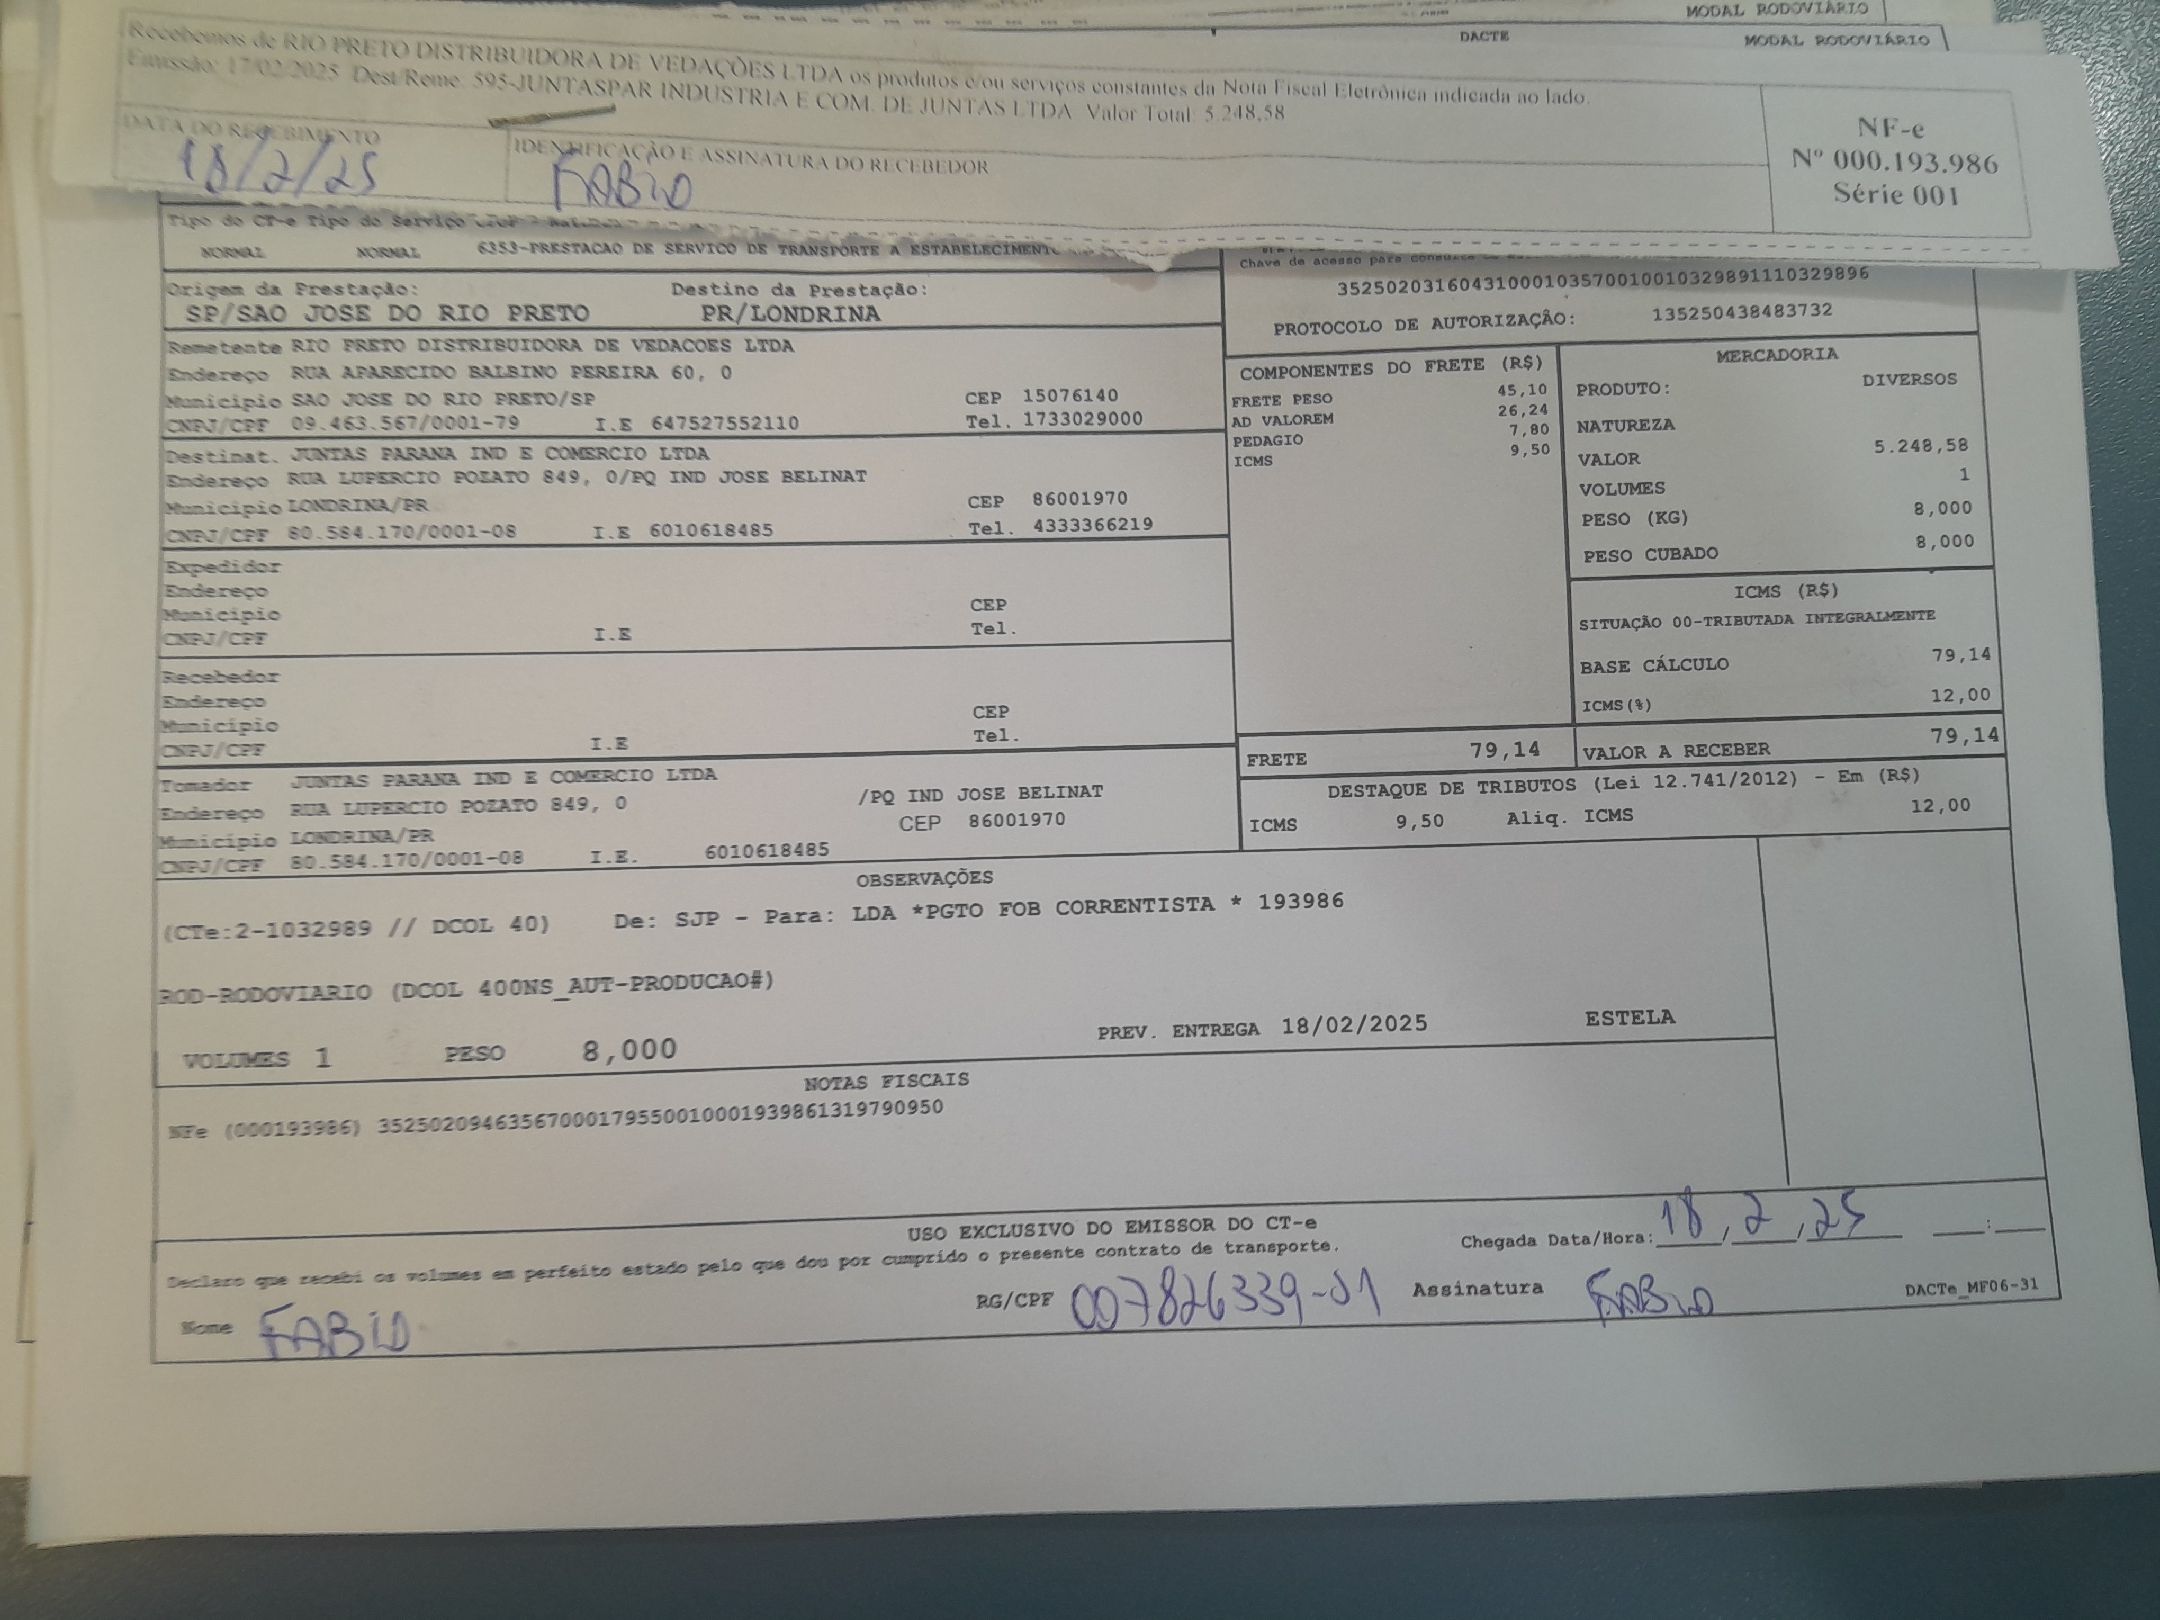 MODAL RODOVIÁRIO
DACTE MODAL RODOVIÁRIO
Recebemos de RIO PRETO DISTRIBUIDORA DE VEDAÇÕES LTDA os produtos e/ou serviços constantes da Nota Fiscal Eletrônica indicada ao lado.
Emissão: 17/02/2025 Dest/Reme: 595-JUNTASPAR INDUSTRIA E COM. DE JUNTAS LTDA Valor Total: 5.248,58
DATA DO RECEBIMENTO
18/2/25
IDENTIFICAÇÃO E ASSINATURA DO RECEBEDOR
FABIO
NF-e
Nº 000.193.986
Série 001
Tipo do CT-e Tipo do Serviço
NORMAL NORMAL 6353-PRESTACAO DE SERVICO DE TRANSPORTE A ESTABELECIMENT
Chave de acesso para consulta
35250203160431000103570010010329891110329896
PROTOCOLO DE AUTORIZAÇÃO: 135250438483732
Origem da Prestação: Destino da Prestação:
SP/SAO JOSE DO RIO PRETO PR/LONDRINA
Remetente RIO PRETO DISTRIBUIDORA DE VEDACOES LTDA
Endereço RUA APARECIDO BALBINO PEREIRA 60, 0
Município SAO JOSE DO RIO PRETO/SP CEP 15076140
CNPJ/CPF 09.463.567/0001-79 I.E 647527552110 Tel. 1733029000
Destinat. JUNTAS PARANA IND E COMERCIO LTDA
Endereço RUA LUPERCIO POZATO 849, 0/PQ IND JOSE BELINAT
Município LONDRINA/PR CEP 86001970
CNPJ/CPF 80.584.170/0001-08 I.E 6010618485 Tel. 4333366219
Expedidor
Endereço
Município CEP
CNPJ/CPF I.E Tel.
Recebedor
Endereço
Município CEP
CNPJ/CPF I.E Tel.
Tomador JUNTAS PARANA IND E COMERCIO LTDA
Endereço RUA LUPERCIO POZATO 849, 0 /PQ IND JOSE BELINAT
Município LONDRINA/PR CEP 86001970
CNPJ/CPF 80.584.170/0001-08 I.E. 6010618485
COMPONENTES DO FRETE (R$)
FRETE PESO 45,10
AD VALOREM 26,24
PEDAGIO 7,80
ICMS 9,50
MERCADORIA
PRODUTO: DIVERSOS
NATUREZA
VALOR 5.248,58
VOLUMES 1
PESO (KG) 8,000
PESO CUBADO 8,000
ICMS (R$)
SITUAÇÃO 00-TRIBUTADA INTEGRALMENTE
BASE CÁLCULO 79,14
ICMS(%) 12,00
FRETE 79,14 VALOR A RECEBER 79,14
DESTAQUE DE TRIBUTOS (Lei 12.741/2012) - Em (R$)
ICMS 9,50 Aliq. ICMS 12,00
OBSERVAÇÕES
(CTe:2-1032989 // DCOL 40) De: SJP - Para: LDA *PGTO FOB CORRENTISTA * 193986
ROD-RODOVIARIO (DCOL 400NS_AUT-PRODUCAO#)
VOLUMES 1 PESO 8,000 PREV. ENTREGA 18/02/2025 ESTELA
NOTAS FISCAIS
NFe (000193986) 35250209463567000179550010001939861319790950
USO EXCLUSIVO DO EMISSOR DO CT-e
Declaro que recebi os volumes em perfeito estado pelo que dou por cumprido o presente contrato de transporte.
Chegada Data/Hora: 18/2/25 :
Nome FABIO RG/CPF 007826339-01 Assinatura FABIO
DACTe_MF06-31